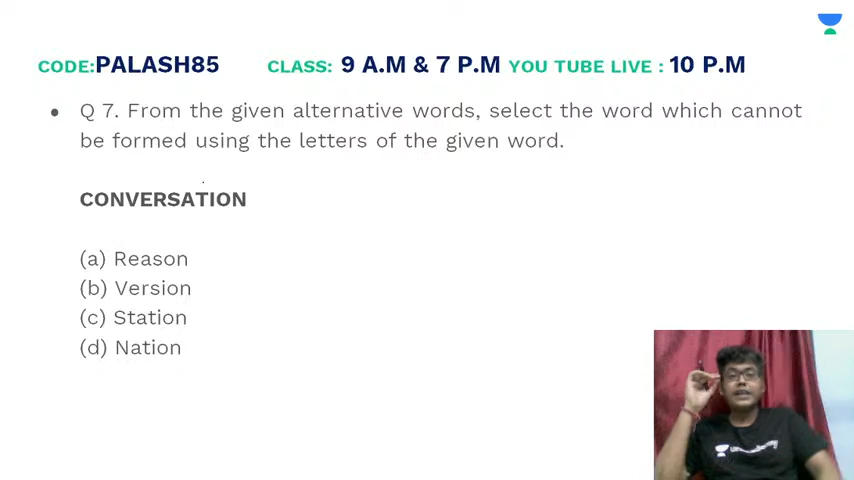 CODE:PALASH85 CLASS: 9 A.M & 7 P.M YOU TUBE LIVE : 10 P.M
● Q 7. From the given alternative words, select the word which cannot
be formed using the letters of the given word.
CONVERSATION
(a) Reason
(b) Version
(c) Station
(d) Nation